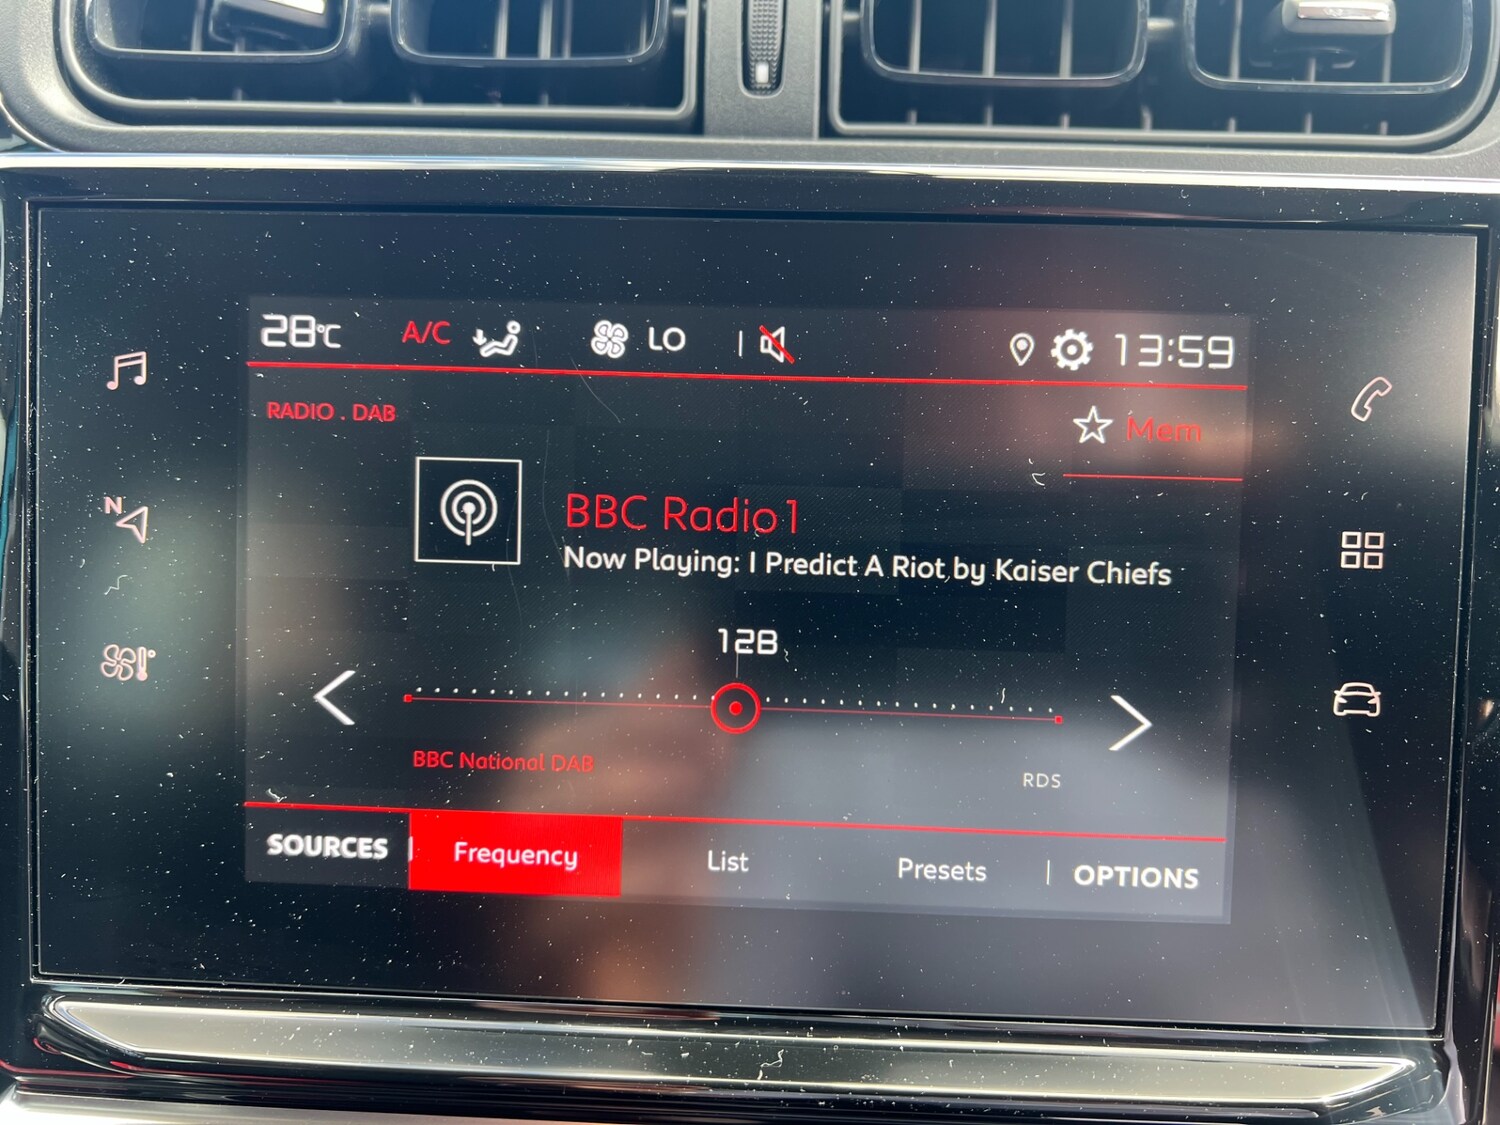 28°C A/C LO 13:59
RADIO . DAB
Mem
BBC Radio 1
Now Playing: I Predict A Riot by Kaiser Chiefs
N
12B
BBC National DAB
RDS
SOURCES Frequency List Presets OPTIONS